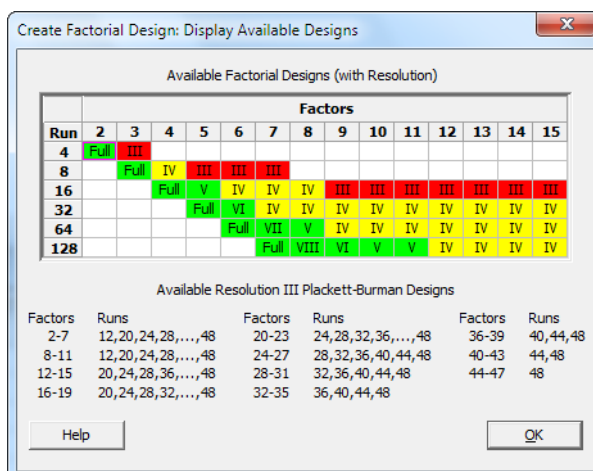 Create Factorial Design: Display Available Designs
Available Factorial Designs (with Resolution)
Factors
Run 2 3 4 5 6 7 8 9 10 11 12 13 14 15
4 Full III
8 Full IV III III III
16 Full V IV IV IV III III III III III III III
32 Full VI IV IV IV IV IV IV IV IV IV
64 Full VII V IV IV IV IV IV IV IV
128 Full VIII VI V V IV IV IV IV
Available Resolution III Plackett-Burman Designs
Factors Runs Factors Runs Factors Runs
2-7 12,20,24,28,...,48 20-23 24,28,32,36,...,48 36-39 40,44,48
8-11 12,20,24,28,...,48 24-27 28,32,36,40,44,48 40-43 44,48
12-15 20,24,28,36,...,48 28-31 32,36,40,44,48 44-47 48
16-19 20,24,28,32,...,48 32-35 36,40,44,48
Help OK